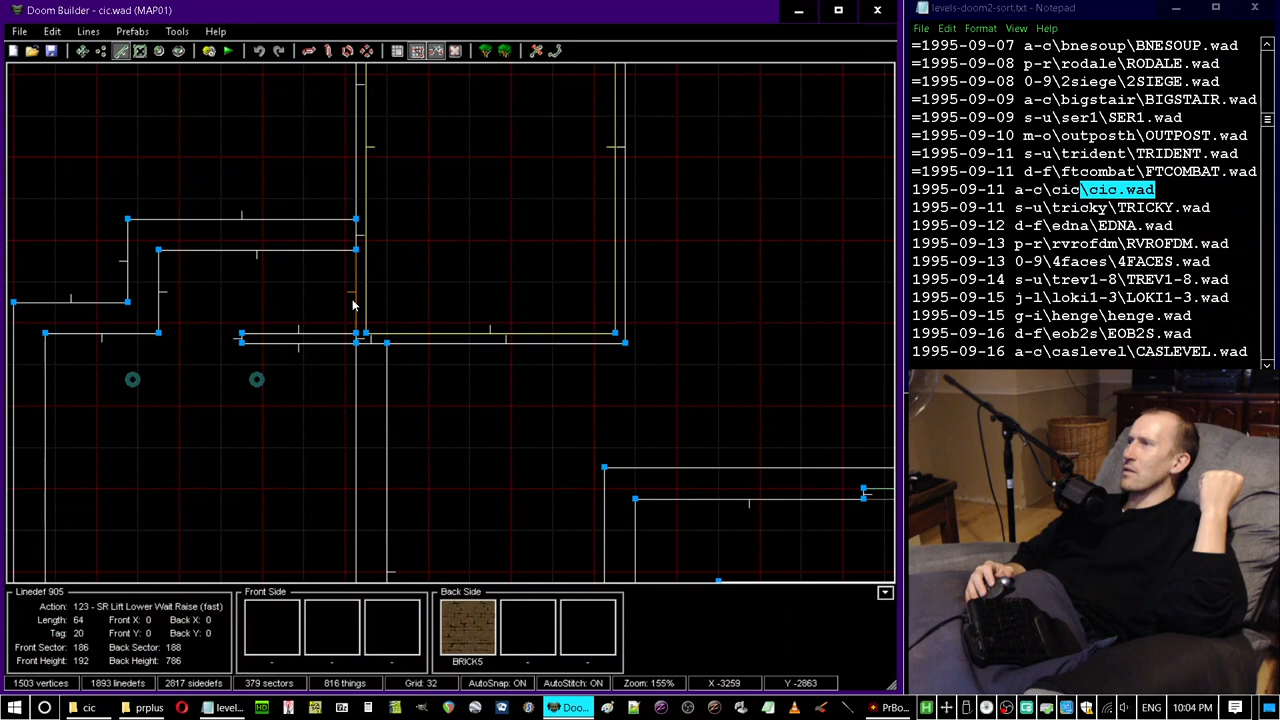 Doom Builder - cic.wad (MAP01)
File Edit Lines Prefabs Tools Help
Linedef 905
Action: 123 - SR Lift Lower Wait Raise (fast)
Length: 64 Front X: 0 Back X: 0
Tag: 20 Front Y: 0 Back Y: 0
Front Sector: 186 Back Sector: 188
Front Height: 192 Back Height: 786
Front Side
- - -
Back Side
BRICK5 - -
1503 vertices 1893 linedefs 2817 sidedefs 379 sectors 816 things Grid: 32 AutoSnap: ON AutoStitch: ON Zoom: 155% X -3259 Y -2863
levels-doom2-sort.txt - Notepad
File Edit Format View Help
=1995-09-07 a-c\bnesoup\BNESOUP.wad
=1995-09-08 p-r\rodale\RODALE.wad
=1995-09-08 0-9\2siege\2SIEGE.wad
=1995-09-09 a-c\bigstair\BIGSTAIR.wad
=1995-09-09 s-u\ser1\SER1.wad
=1995-09-10 m-o\outposth\OUTPOST.wad
=1995-09-11 s-u\trident\TRIDENT.wad
=1995-09-11 d-f\ftcombat\FTCOMBAT.wad
1995-09-11 a-c\cic\cic.wad
1995-09-11 s-u\tricky\TRICKY.wad
1995-09-12 d-f\edna\EDNA.wad
1995-09-13 p-r\rvrofdm\RVROFDM.wad
1995-09-13 0-9\4faces\4FACES.wad
1995-09-14 s-u\trev1-8\TREV1-8.wad
1995-09-15 j-l\loki1-3\LOKI1-3.wad
1995-09-15 g-i\henge\henge.wad
1995-09-16 d-f\eob2s\EOB2S.wad
1995-09-16 a-c\caslevel\CASLEVEL.wad
cic prplus level... Doo... PrBo... ENG 10:04 PM